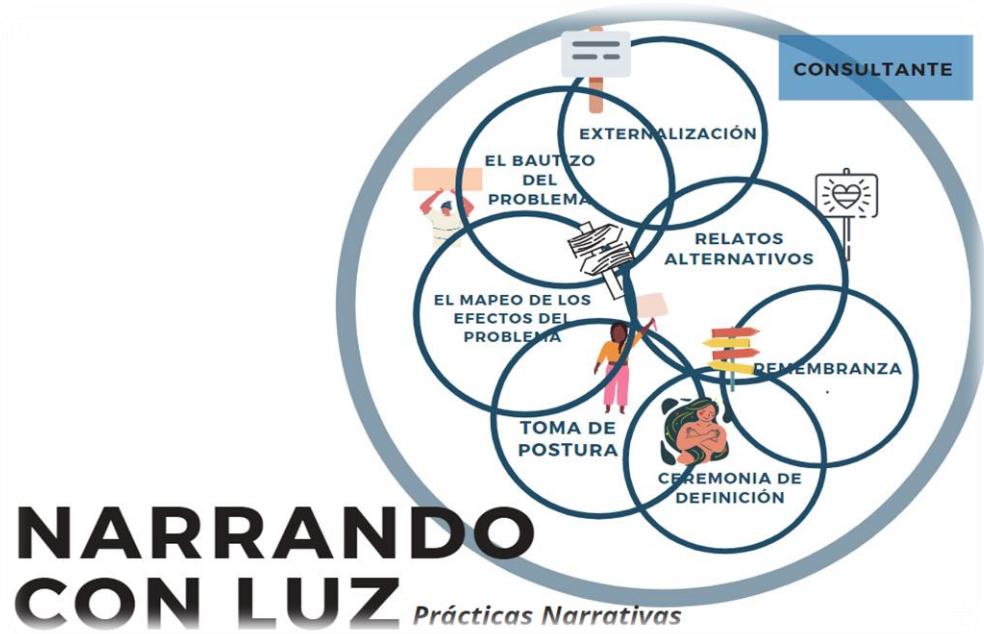 CONSULTANTE
EXTERNALIZACIÓN
EL BAUTIZO
DEL
PROBLEMA
RELATOS
ALTERNATIVOS
EL MAPEO DE LOS
EFECTOS DEL
PROBLEMA
REMEMBRANZA
TOMA DE
POSTURA
CEREMONIA DE
DEFINICIÓN
NARRANDO
CON LUZ
Prácticas Narrativas